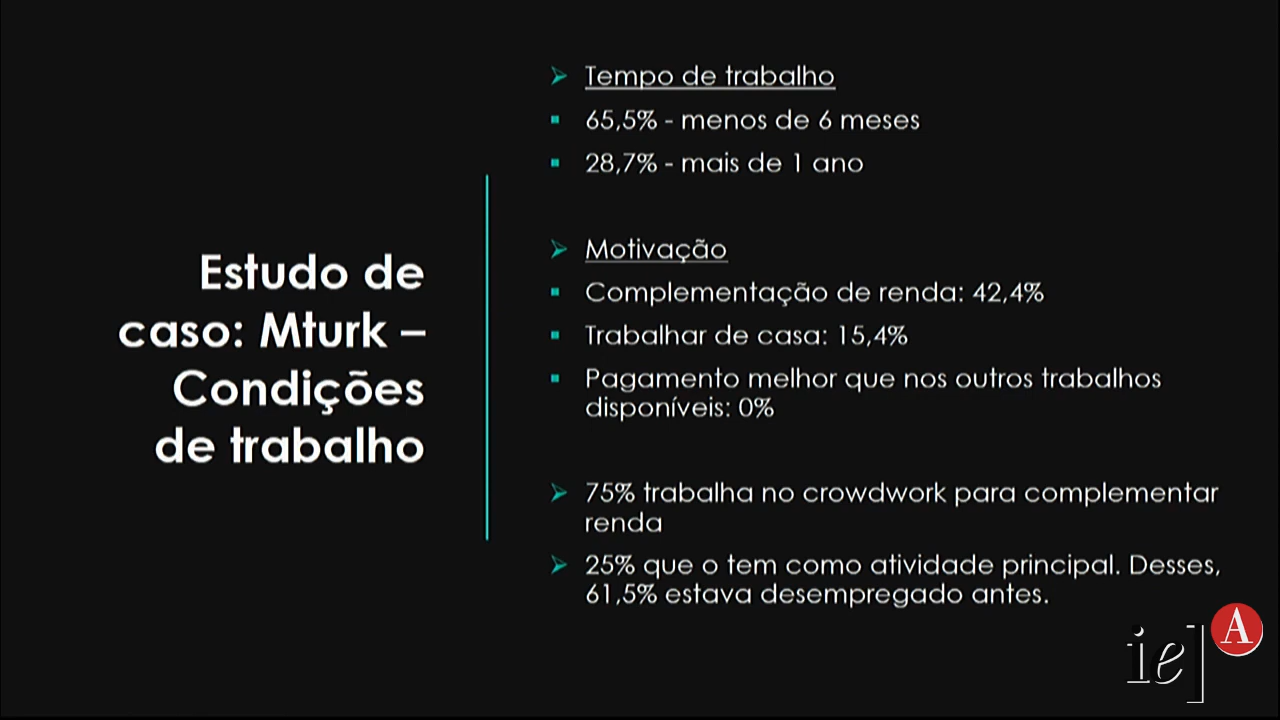 Estudo de
caso: Mturk –
Condições
de trabalho
Tempo de trabalho
65,5% - menos de 6 meses
28,7% - mais de 1 ano
Motivação
Complementação de renda: 42,4%
Trabalhar de casa: 15,4%
Pagamento melhor que nos outros trabalhos
disponíveis: 0%
75% trabalha no crowdwork para complementar
renda
25% que o tem como atividade principal. Desses,
61,5% estava desempregado antes.
ie] A